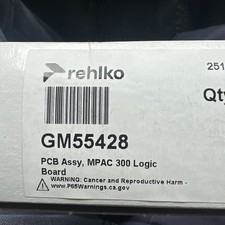 rehlko
251
Qty
GM55428
PCB Assy, MPAC 300 Logic
Board
WARNING: Cancer and Reproductive Harm -
www.P65Warnings.ca.gov